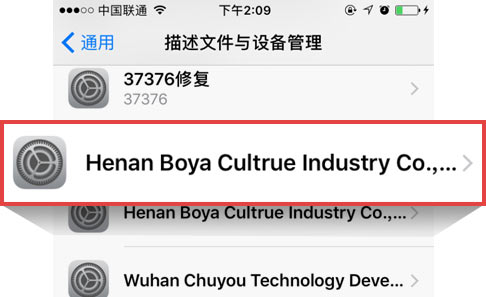 中国联通 下午2:09
通用 描述文件与设备管理
37376修复
37376
Henan Boya Cultrue Industry Co.,...
Henan Boya Cultrue Industry Co.,...
Wuhan Chuyou Technology Deve...